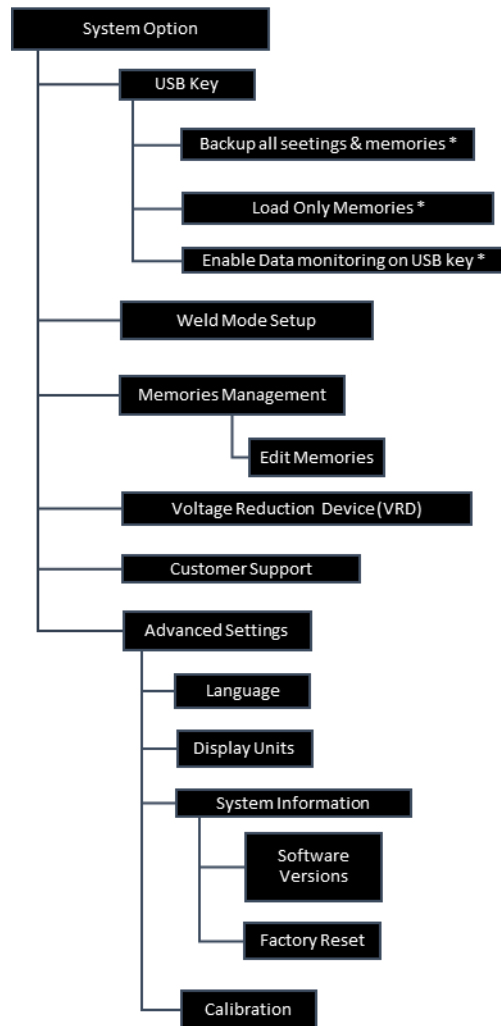 System Option
USB Key
Backup all seetings & memories *
Load Only Memories *
Enable Data monitoring on USB key *
Weld Mode Setup
Memories Management
Edit Memories
Voltage Reduction Device (VRD)
Customer Support
Advanced Settings
Language
Display Units
System Information
Software
Versions
Factory Reset
Calibration